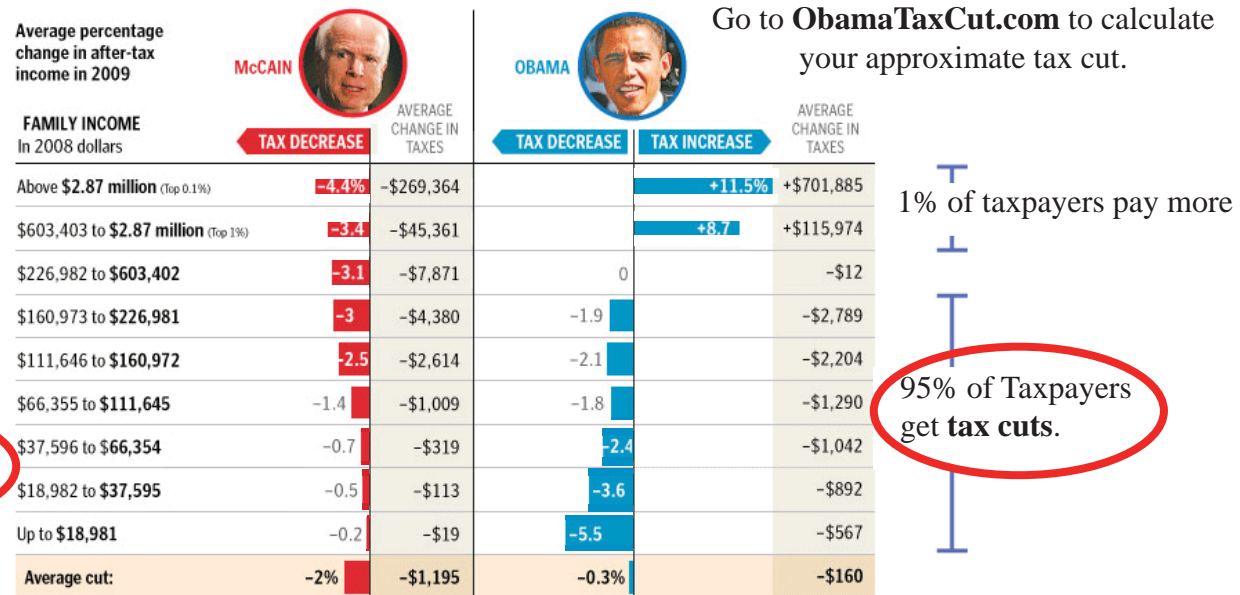 Go to ObamaTaxCut.com to calculate
your approximate tax cut.
Average percentage
change in after-tax
income in 2009
McCAIN
OBAMA
FAMILY INCOME
In 2008 dollars
TAX DECREASE
AVERAGE
CHANGE IN
TAXES
TAX DECREASE
TAX INCREASE
AVERAGE
CHANGE IN
TAXES
Above $2.87 million (Top 0.1%) –4.4% –$269,364 +11.5% +$701,885
$603,403 to $2.87 million (Top 1%) –3.4 –$45,361 +8.7 +$115,974
1% of taxpayers pay more
$226,982 to $603,402 –3.1 –$7,871 0 –$12
$160,973 to $226,981 –3 –$4,380 –1.9 –$2,789
$111,646 to $160,972 -2.5 –$2,614 –2.1 –$2,204
$66,355 to $111,645 –1.4 –$1,009 –1.8 –$1,290
95% of Taxpayers
get tax cuts.
$37,596 to $66,354 –0.7 –$319 -2.4 –$1,042
$18,982 to $37,595 –0.5 –$113 –3.6 –$892
Up to $18,981 –0.2 –$19 –5.5 –$567
Average cut: –2% –$1,195 –0.3% –$160